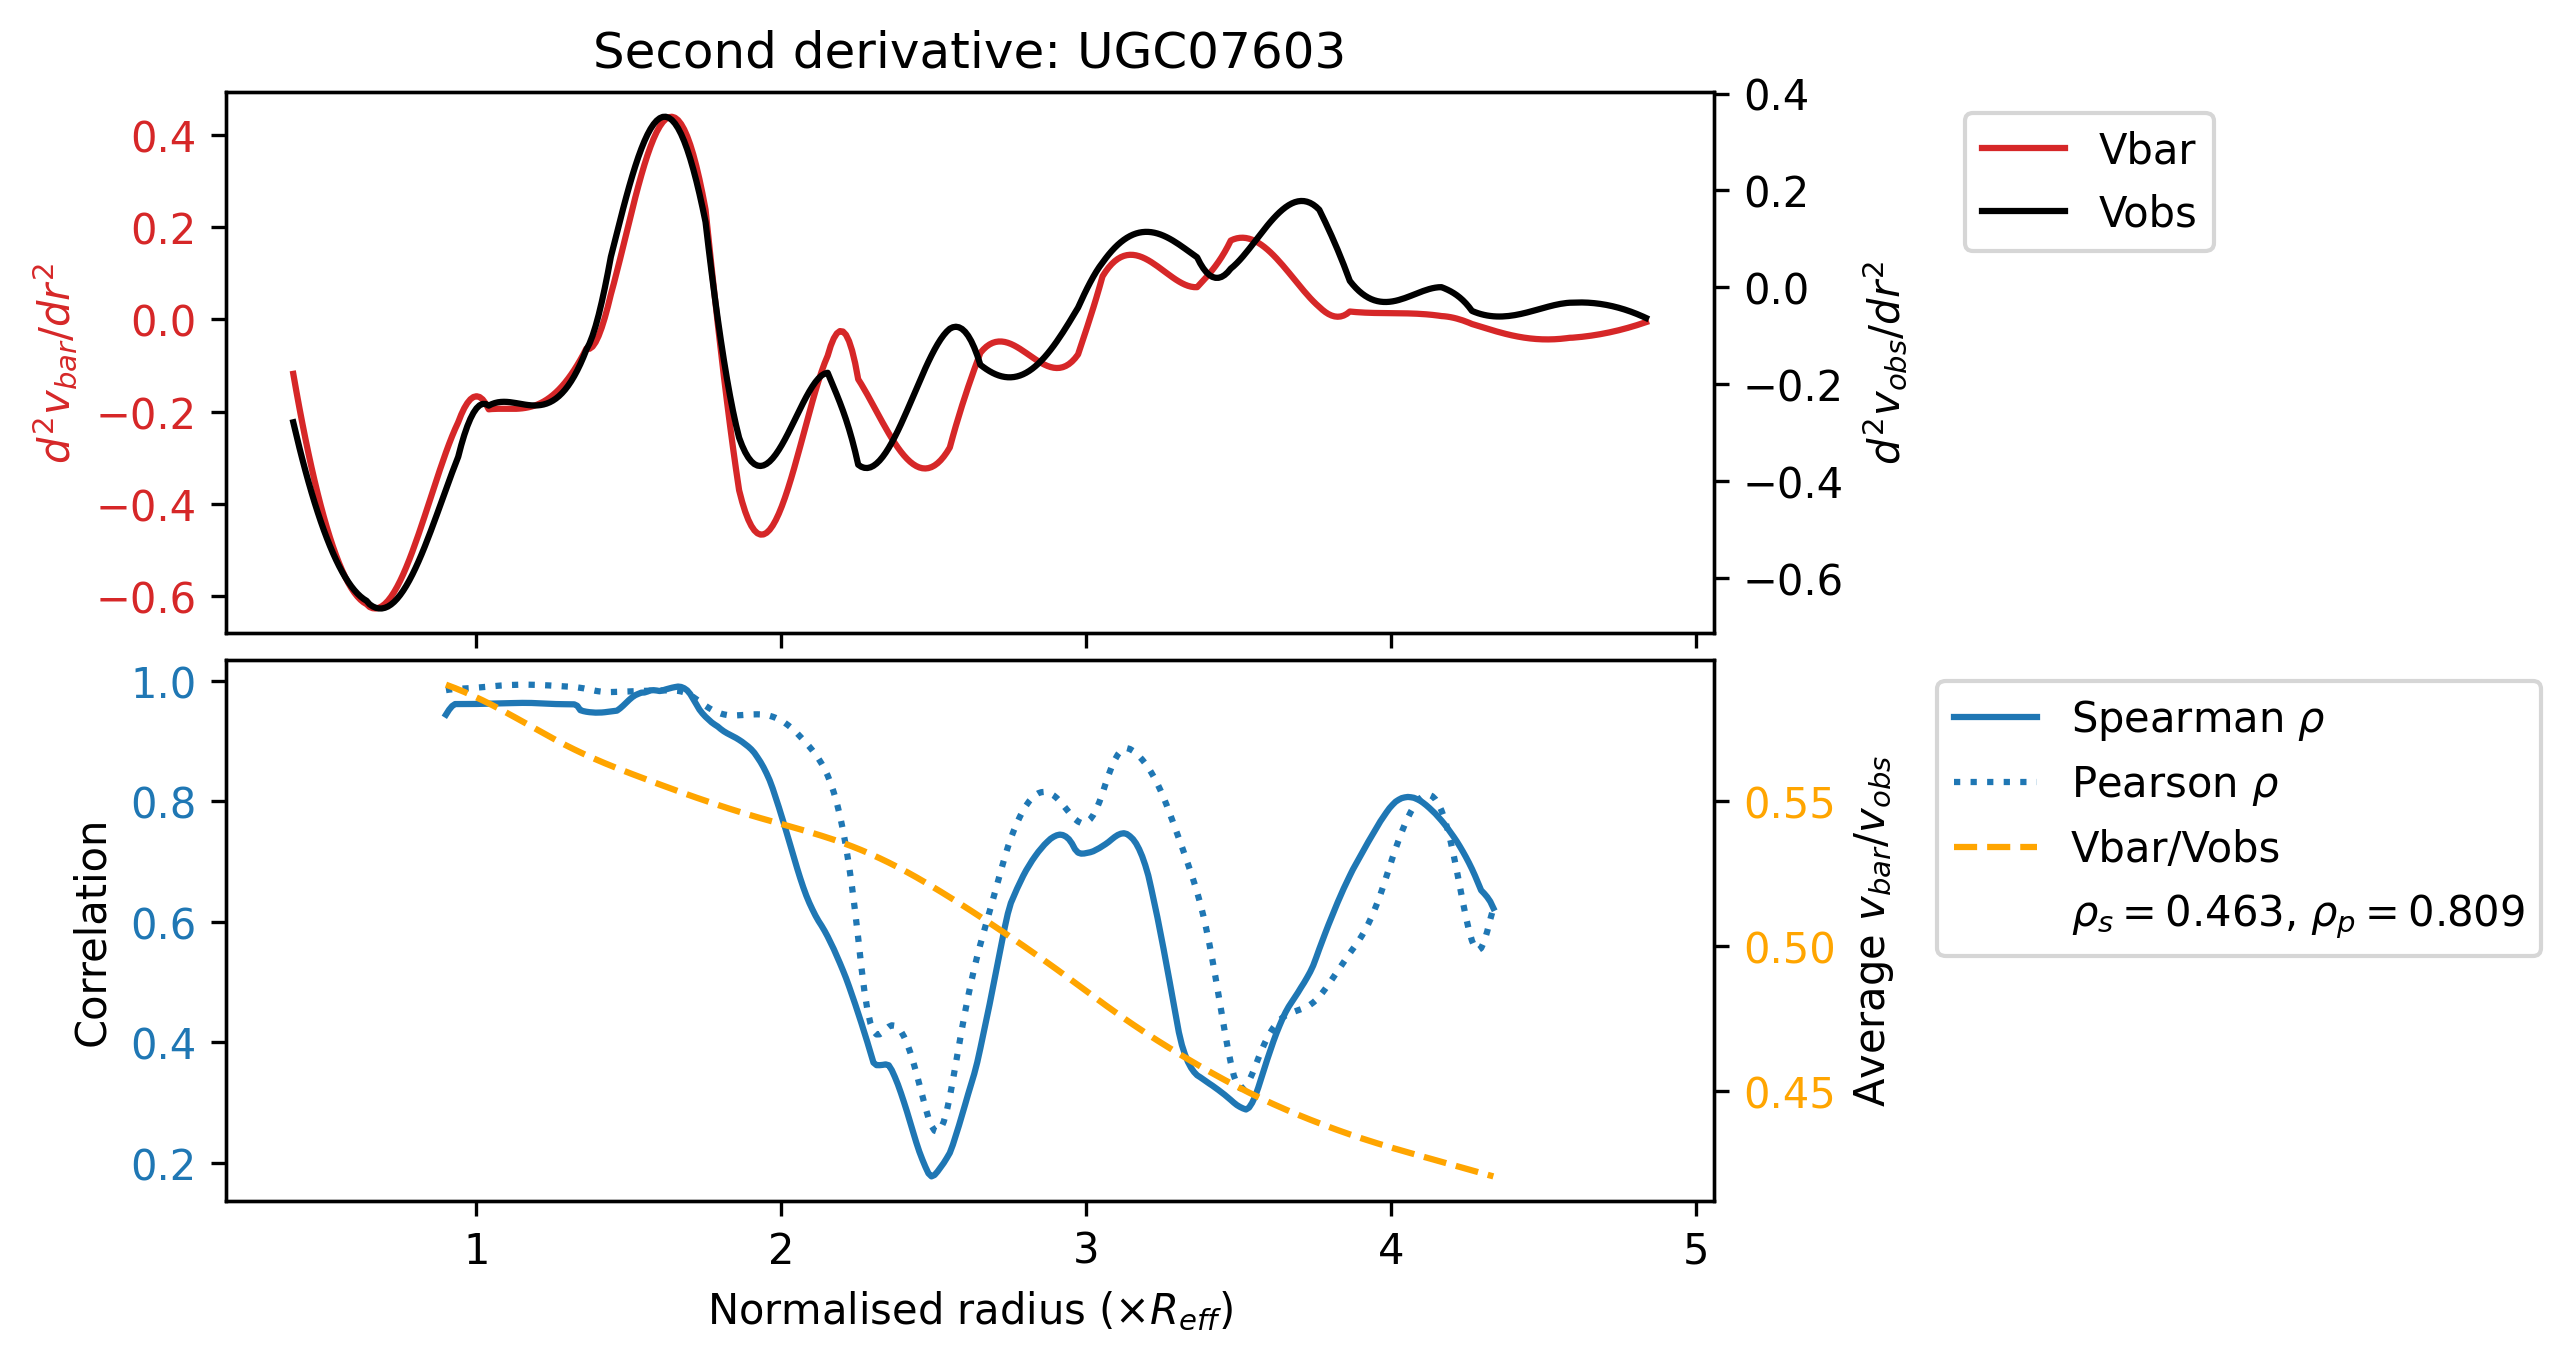 Second derivative: UGC07603
0.4
0.2
0.0
−0.2
−0.4
−0.6
d²v_bar/dr²
0.4
0.2
0.0
−0.2
−0.4
−0.6
d²v_obs/dr²
Vbar
Vobs
1.0
0.8
0.6
0.4
0.2
Correlation
0.55
0.50
0.45
Average v_bar/v_obs
Spearman ρ
Pearson ρ
Vbar/Vobs
ρ_s = 0.463, ρ_p = 0.809
1 2 3 4 5
Normalised radius (×R_eff)